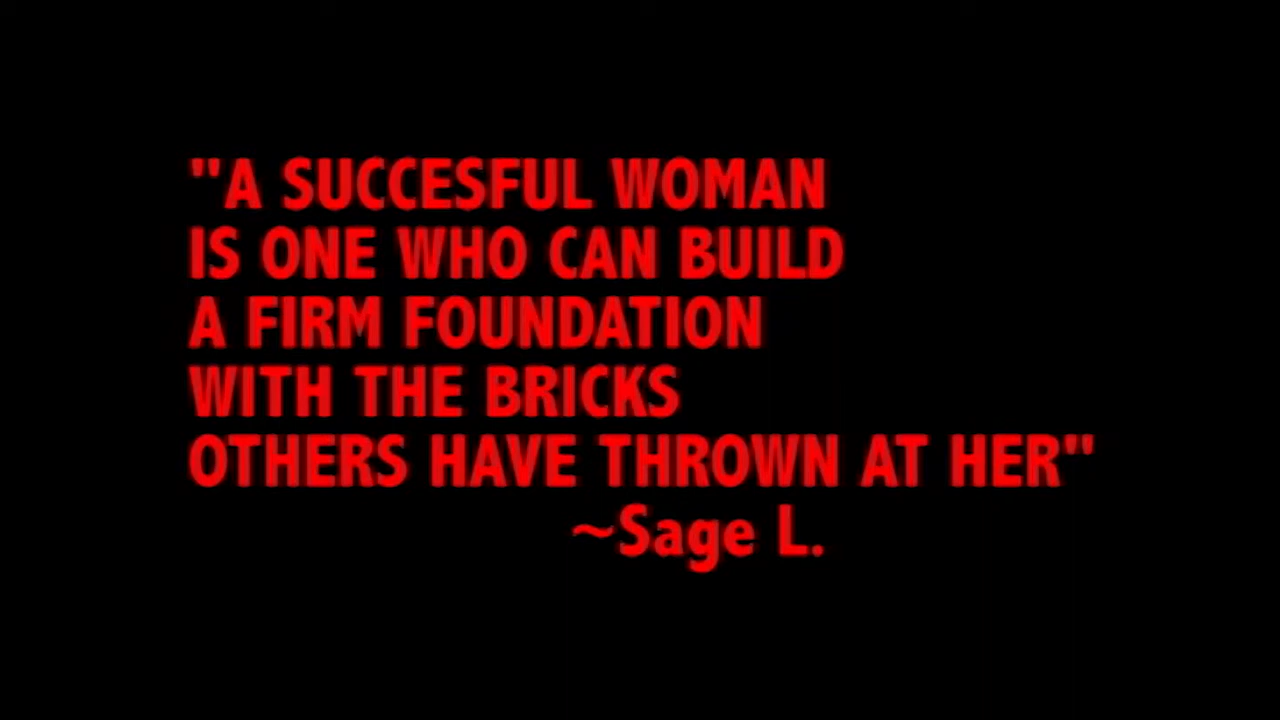 "A SUCCESFUL WOMAN
IS ONE WHO CAN BUILD
A FIRM FOUNDATION
WITH THE BRICKS
OTHERS HAVE THROWN AT HER"
~Sage L.